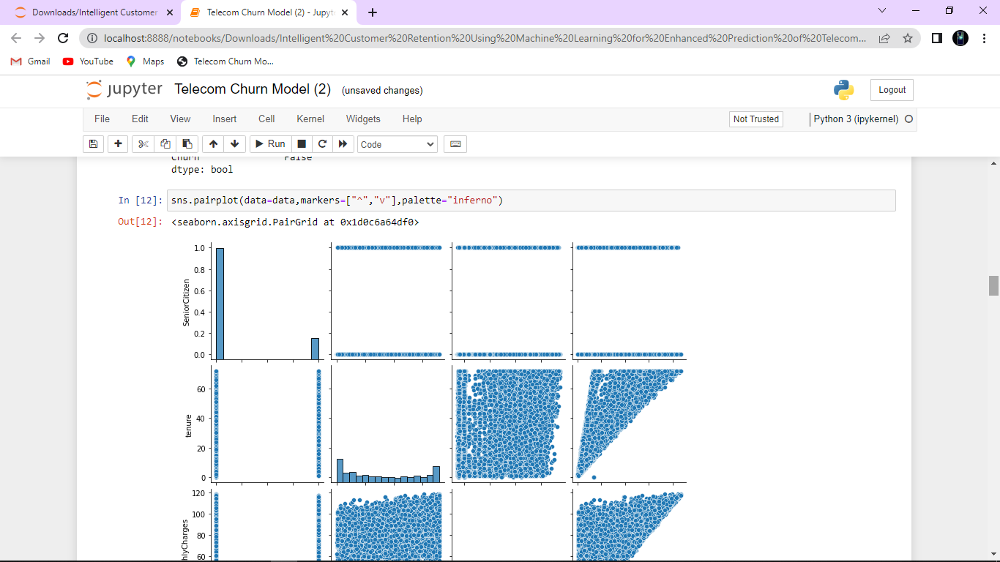 Downloads/Intelligent Customer
Telecom Churn Model (2) - Jupyt
localhost:8888/notebooks/Downloads/Intelligent%20Customer%20Retention%20Using%20Machine%20Learning%20for%20Enhanced%20Prediction%20of%20Telecom...
Gmail YouTube Maps Telecom Churn Mo...
jupyter Telecom Churn Model (2) (unsaved changes) Logout
File Edit View Insert Cell Kernel Widgets Help Not Trusted Python 3 (ipykernel)
Run Code
Churn False
dtype: bool
In [12]: sns.pairplot(data=data,markers=["^","v"],palette="inferno")
Out[12]: <seaborn.axisgrid.PairGrid at 0x1d0c6a64df0>
SeniorCitizen
1.0
0.8
0.6
0.4
0.2
0.0
tenure
60
40
20
0
hlyCharges
120
100
80
60